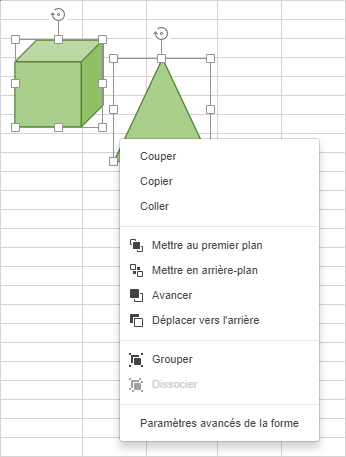 Couper
Copier
Coller
Mettre au premier plan
Mettre en arrière-plan
Avancer
Déplacer vers l'arrière
Grouper
Dissocier
Paramètres avancés de la forme